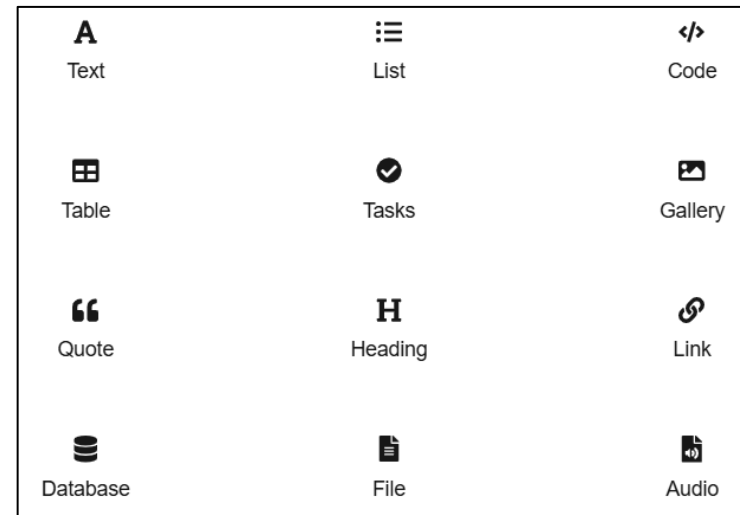 Text
List
Code
Table
Tasks
Gallery
Quote
Heading
Link
Database
File
Audio